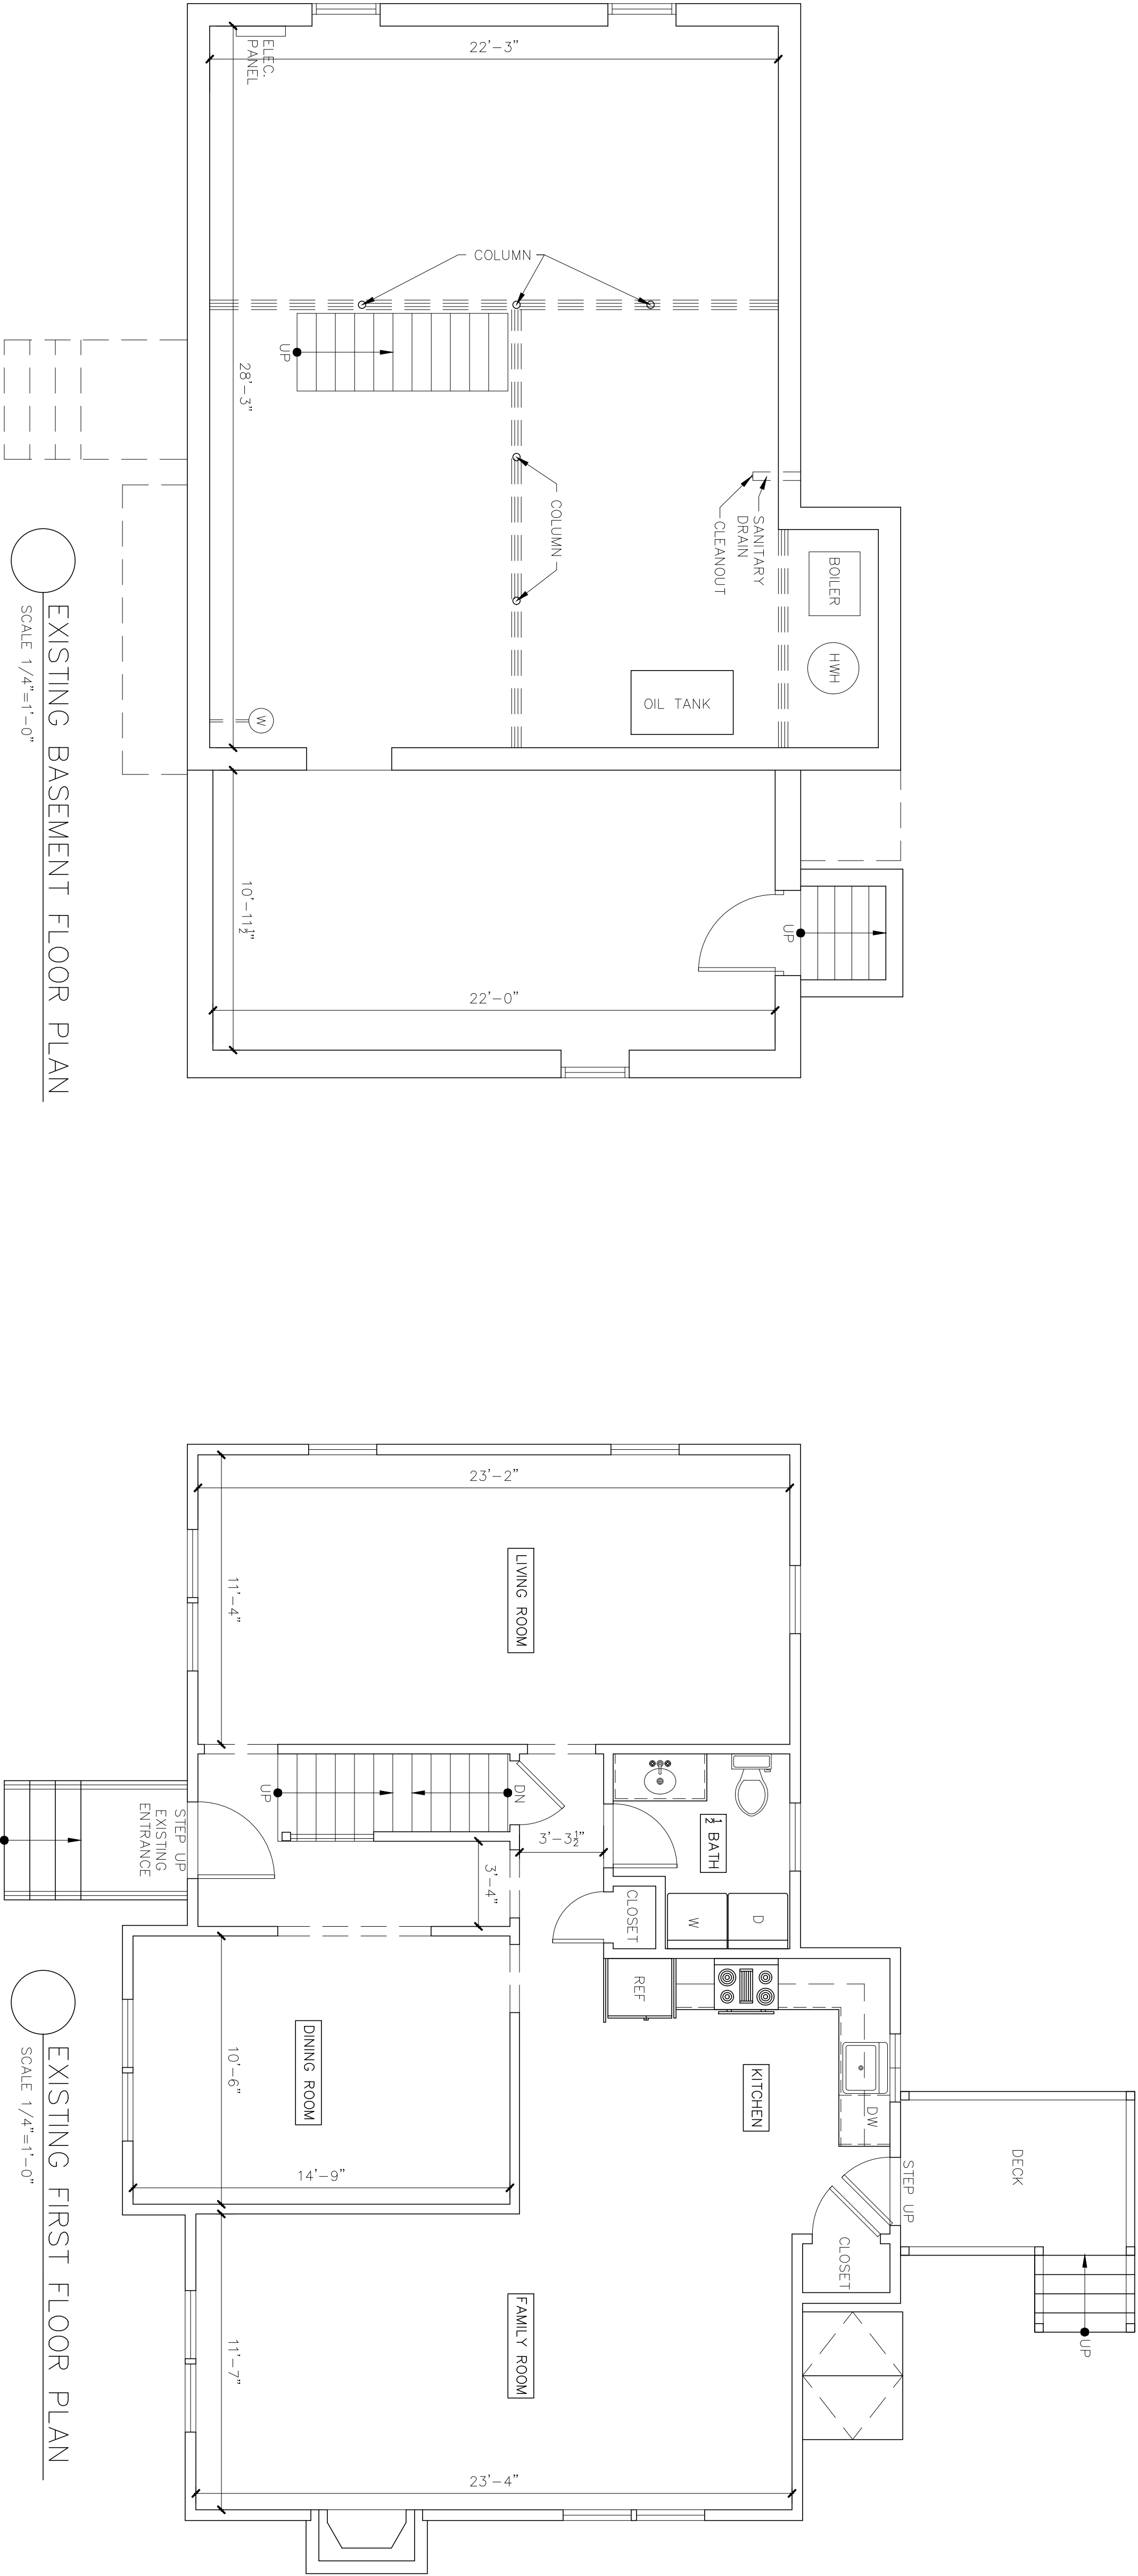 ELEC.
PANEL
22'-3"
COLUMN
UP
28'-3"
SANITARY
DRAIN
CLEANOUT
COLUMN
BOILER
HWH
OIL TANK
W
10'-11 1/2"
UP
22'-0"
EXISTING BASEMENT FLOOR PLAN
SCALE 1/4"=1'-0"
23'-2"
LIVING ROOM
11'-4"
UP
DN
1/2 BATH
3'-3 1/2"
3'-4"
CLOSET
W
D
STEP UP
EXISTING
ENTRANCE
REF
KITCHEN
DW
DINING ROOM
10'-6"
14'-9"
STEP UP
DECK
CLOSET
UP
FAMILY ROOM
11'-7"
23'-4"
EXISTING FIRST FLOOR PLAN
SCALE 1/4"=1'-0"